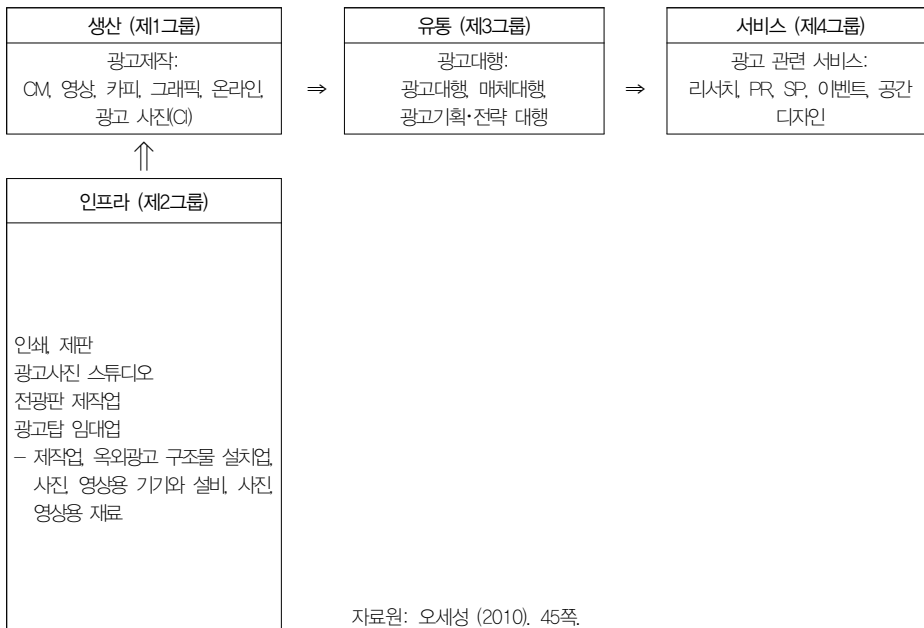 생산 (제1그룹)
광고제작:
CM, 영상, 카피, 그래픽, 온라인,
광고 사진(CI)
⇒
유통 (제3그룹)
광고대행:
광고대행, 매체대행,
광고기획·전략 대행
⇒
서비스 (제4그룹)
광고 관련 서비스:
리서치, PR, SP, 이벤트, 공간
디자인
⇑
인프라 (제2그룹)
인쇄, 제판
광고사진 스튜디오
전광판 제작업
광고탑 임대업
- 제작업, 옥외광고 구조물 설치업,
사진, 영상용 기기와 설비, 사진,
영상용 재료
자료원: 오세성 (2010). 45쪽.